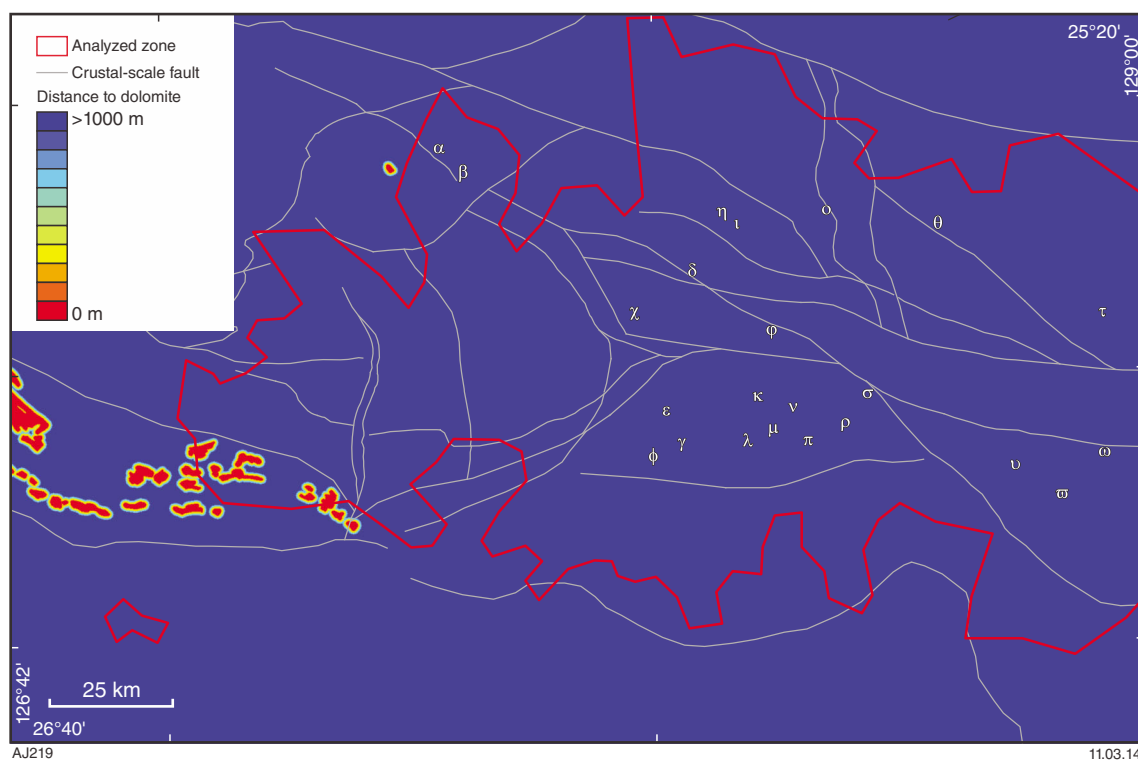 Analyzed zone
Crustal-scale fault
Distance to dolomite
>1000 m
0 m
25°20'
129°00'
α
β
η
ι
ο
θ
δ
τ
χ
φ
σ
κ
ν
ε
ρ
μ
γ
λ
π
ϕ
υ
ω
ϖ
126°42'
25 km
26°40'
AJ219
11.03.14